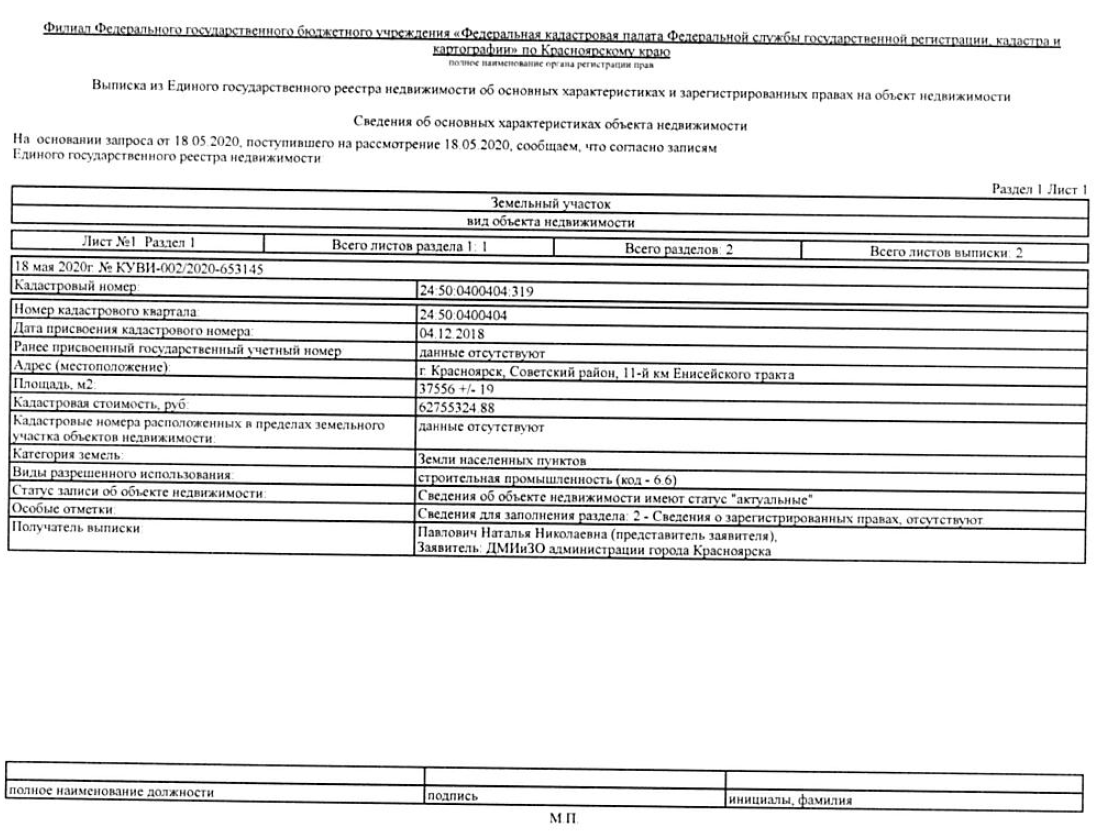 Филиал Федерального государственного бюджетного учреждения «Федеральная кадастровая палата Федеральной службы государственной регистрации, кадастра и
картографии» по Красноярскому краю
полное наименование органа регистрации прав
Выписка из Единого государственного реестра недвижимости об основных характеристиках и зарегистрированных правах на объект недвижимости
Сведения об основных характеристиках объекта недвижимости
На основании запроса от 18.05.2020, поступившего на рассмотрение 18.05.2020, сообщаем, что согласно записям
Единого государственного реестра недвижимости:
Раздел 1 Лист 1
Земельный участок
вид объекта недвижимости
Лист №1 Раздел 1 Всего листов раздела 1: 1 Всего разделов: 2 Всего листов выписки: 2
18 мая 2020г. № КУВИ-002/2020-653145
Кадастровый номер: 24:50:0400404:319
Номер кадастрового квартала: 24:50:0400404
Дата присвоения кадастрового номера: 04.12.2018
Ранее присвоенный государственный учетный номер данные отсутствуют
Адрес (местоположение): г. Красноярск, Советский район, 11-й км Енисейского тракта
Площадь, м2: 37556 +/- 19
Кадастровая стоимость, руб: 62755324.88
Кадастровые номера расположенных в пределах земельного данные отсутствуют
участка объектов недвижимости:
Категория земель: Земли населенных пунктов
Виды разрешенного использования: строительная промышленность (код - 6.6)
Статус записи об объекте недвижимости: Сведения об объекте недвижимости имеют статус "актуальные"
Особые отметки: Сведения для заполнения раздела: 2 - Сведения о зарегистрированных правах, отсутствуют
Получатель выписки Павлович Наталья Николаевна (представитель заявителя),
Заявитель: ДМИиЗО администрации города Красноярска
полное наименование должности подпись инициалы, фамилия
М.П.